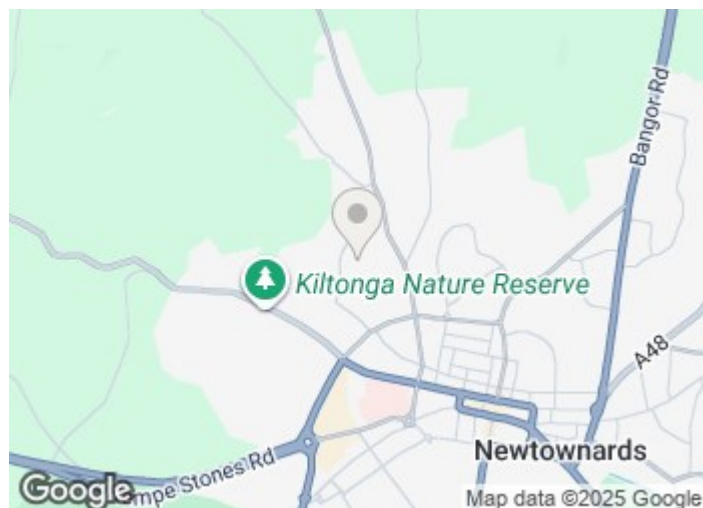 Bangor Rd
Kiltonga Nature Reserve
A48
Newtownards
Stones Rd
Google
Map data ©2025 Google